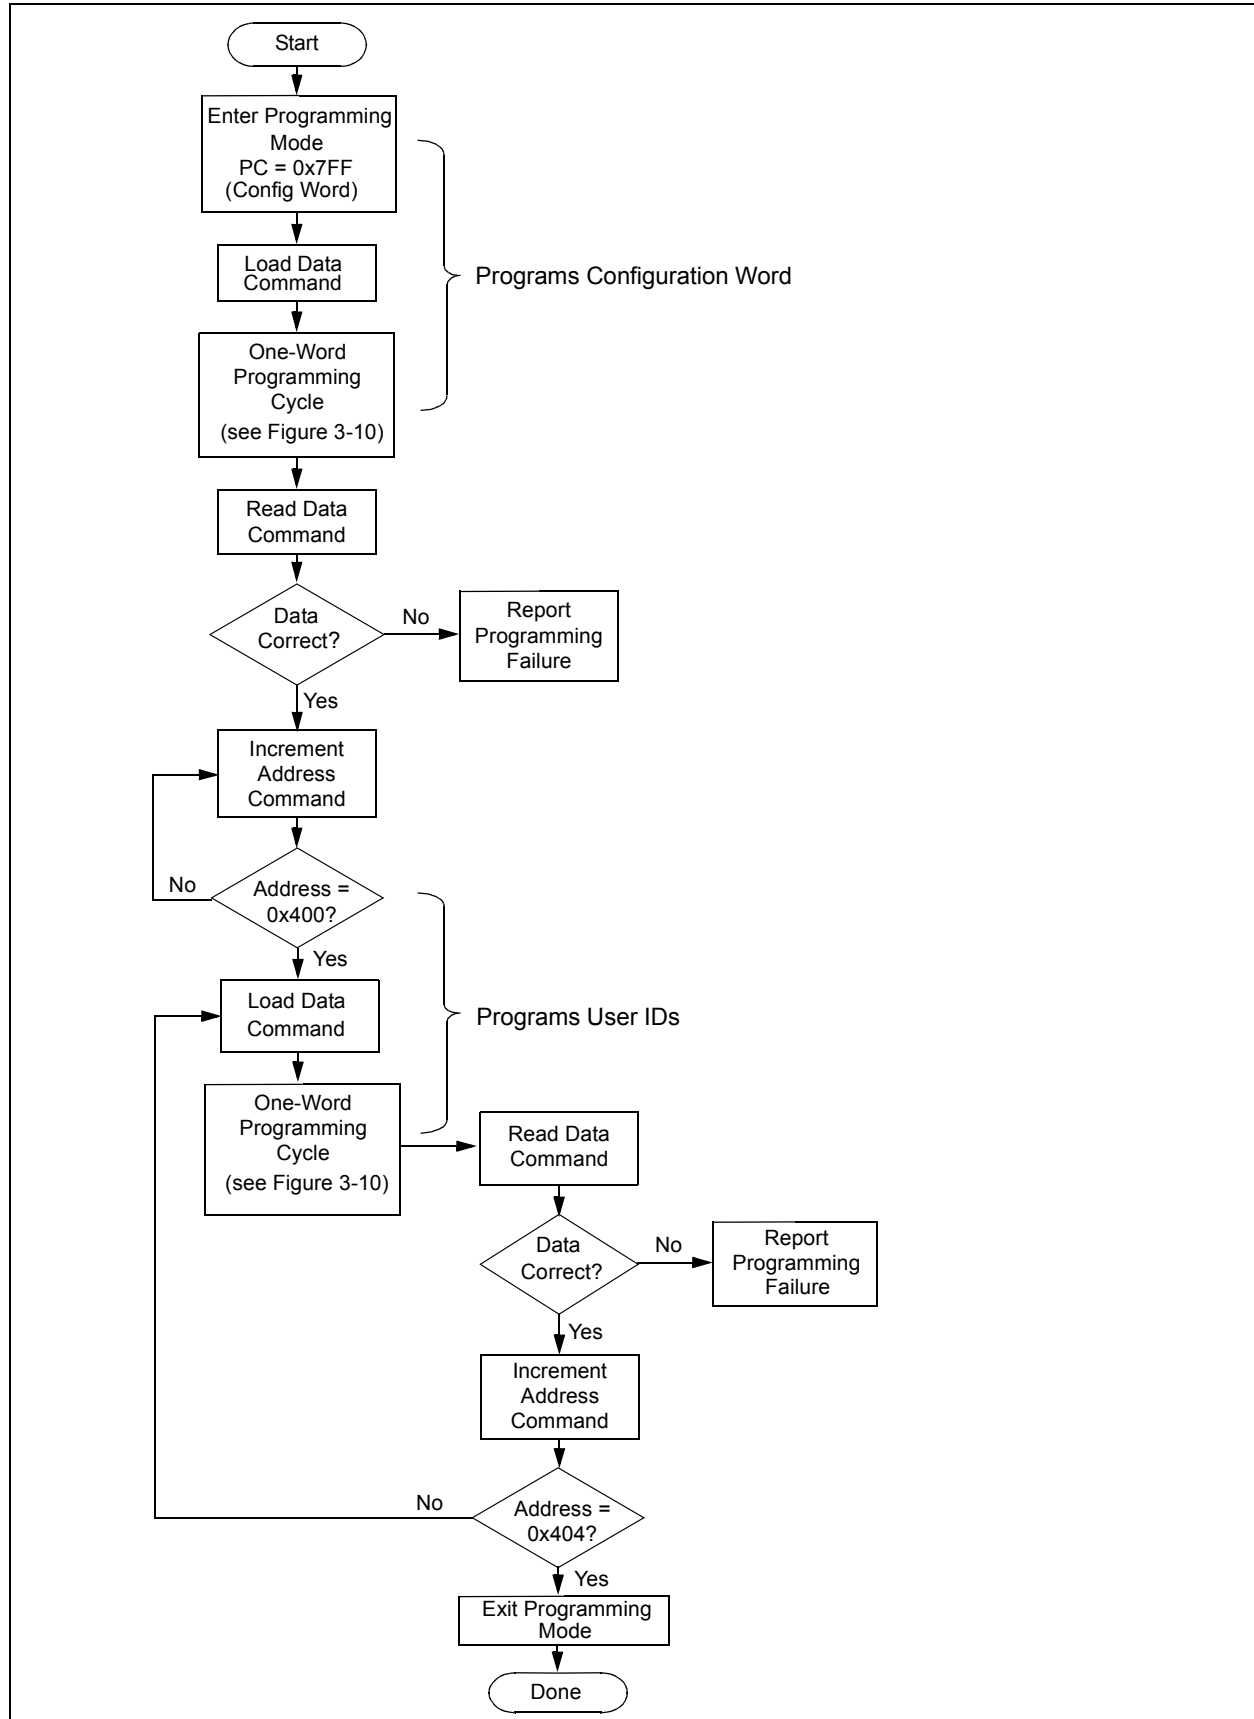 Start
Enter Programming
Mode
PC = 0x7FF
(Config Word)
Load Data
Command
Programs Configuration Word
One-Word
Programming
Cycle
(see Figure 3-10)
Read Data
Command
Data
Correct?
No
Report
Programming
Failure
Yes
Increment
Address
Command
No
Address =
0x400?
Yes
Load Data
Command
Programs User IDs
One-Word
Programming
Cycle
(see Figure 3-10)
Read Data
Command
Data
Correct?
No
Report
Programming
Failure
Yes
Increment
Address
Command
No
Address =
0x404?
Yes
Exit Programming
Mode
Done